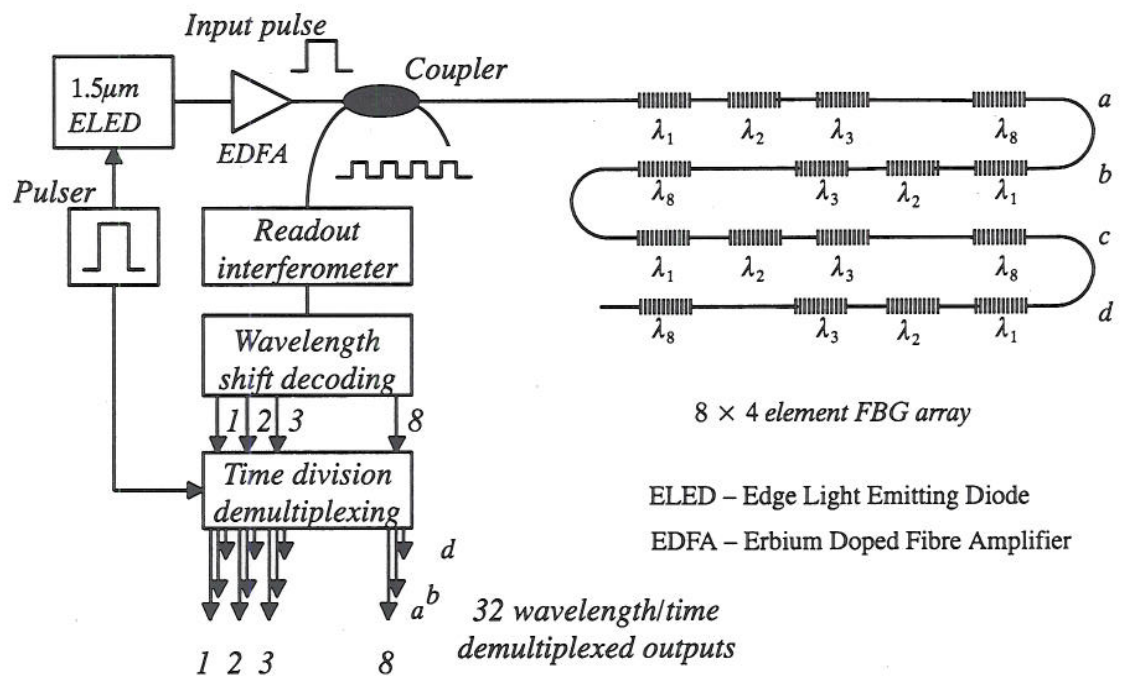 Input pulse
1.5μm
ELED
Coupler
EDFA
Pulser
λ1 λ2 λ3 λ8 a
λ8 λ3 λ2 λ1 b
λ1 λ2 λ3 λ8 c
λ8 λ3 λ2 λ1 d
Readout
interferometer
Wavelength
shift decoding
1 2 3 8
Time division
demultiplexing
d
b
a
1 2 3 8
32 wavelength/time
demultiplexed outputs
8 × 4 element FBG array
ELED – Edge Light Emitting Diode
EDFA – Erbium Doped Fibre Amplifier